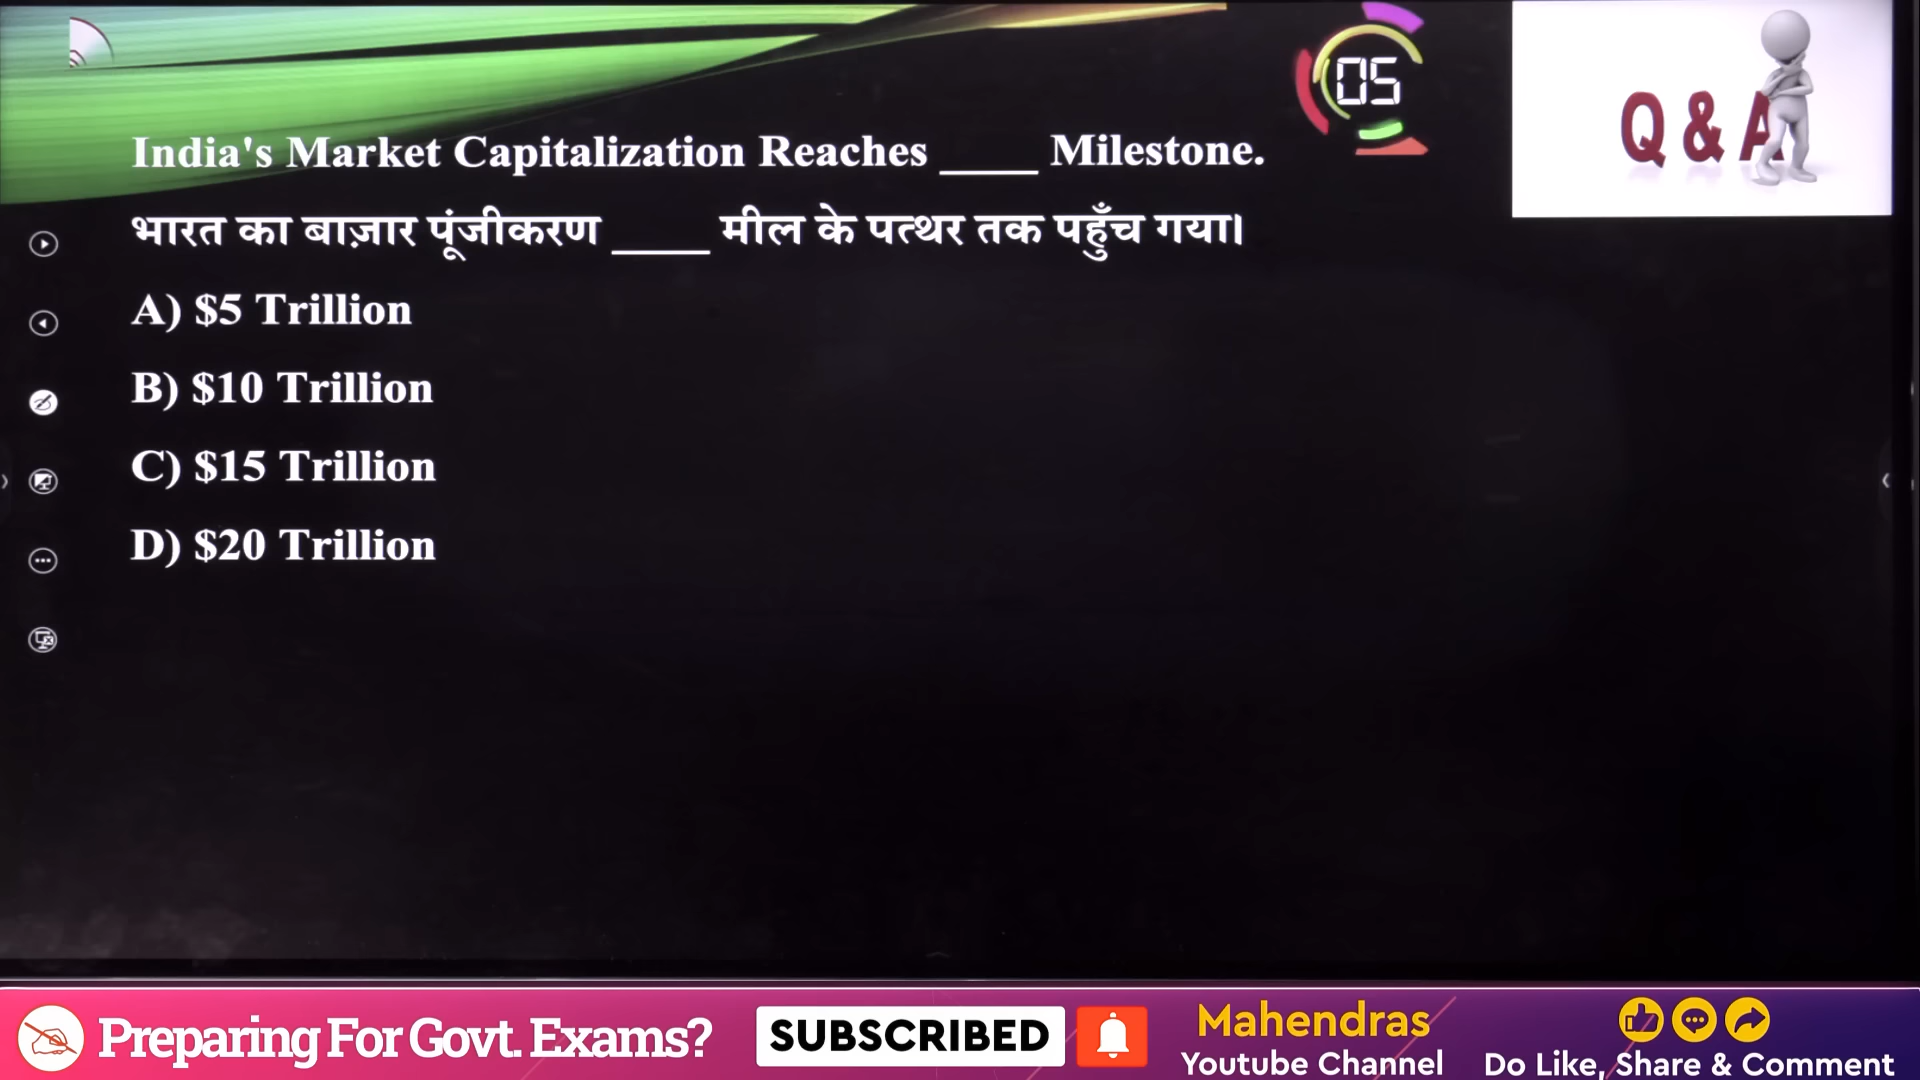 05
Q & A
India's Market Capitalization Reaches ____ Milestone.
भारत का बाज़ार पूंजीकरण ____ मील के पत्थर तक पहुँच गया।
A) $5 Trillion
B) $10 Trillion
C) $15 Trillion
D) $20 Trillion
Preparing For Govt. Exams?
SUBSCRIBED
Mahendras
Youtube Channel
Do Like, Share & Comment